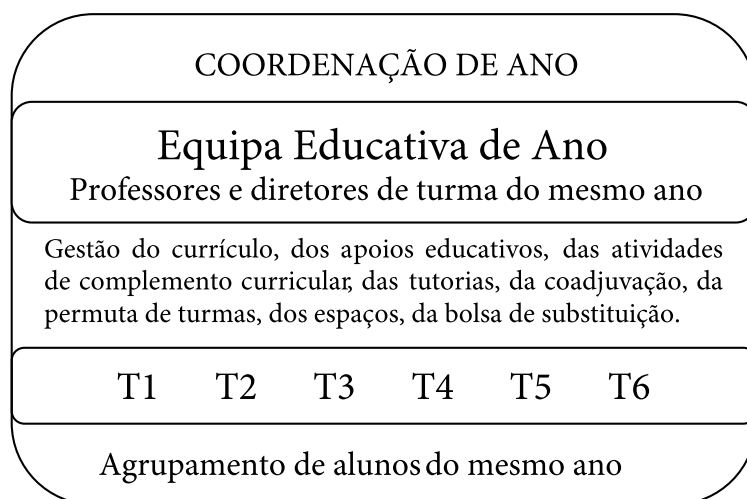 COORDENAÇÃO DE ANO
Equipa Educativa de Ano
Professores e diretores de turma do mesmo ano
Gestão do currículo, dos apoios educativos, das atividades
de complemento curricular, das tutorias, da coadjuvação, da
permuta de turmas, dos espaços, da bolsa de substituição.
T1 T2 T3 T4 T5 T6
Agrupamento de alunos do mesmo ano